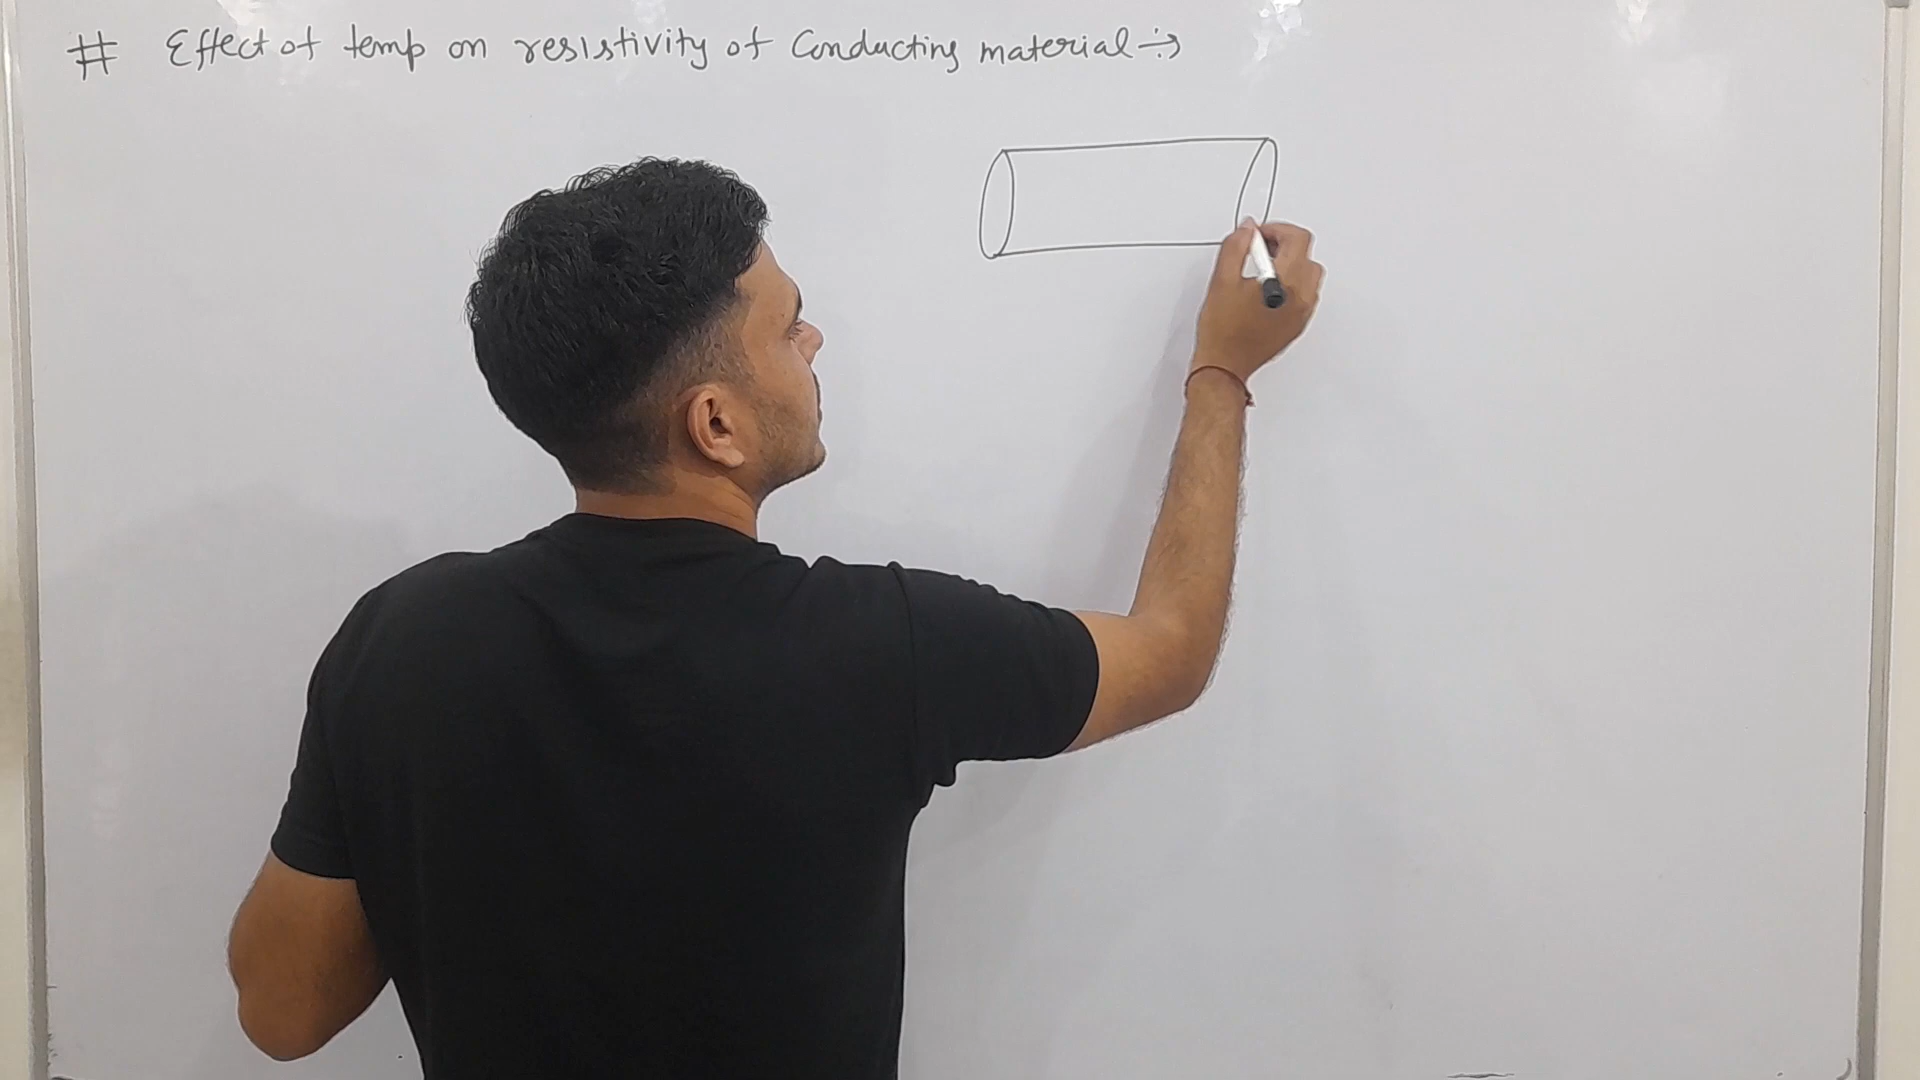 # Effect of temp on resistivity of Conducting material ÷→